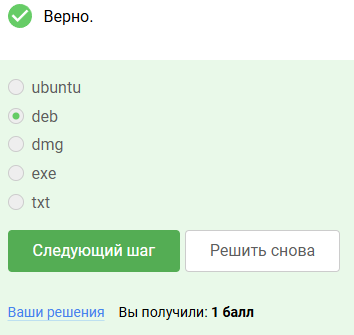 Верно.
ubuntu
deb
dmg
exe
txt
Следующий шаг Решить снова
Ваши решения Вы получили: 1 балл